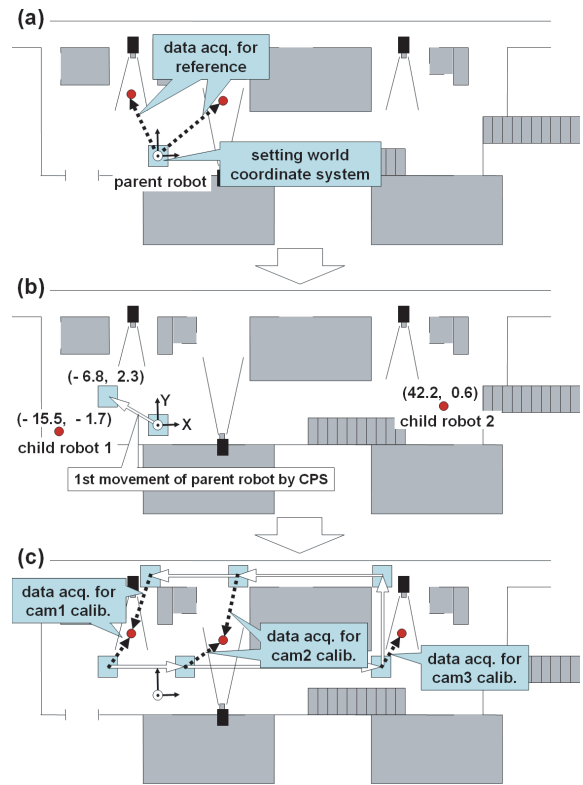 (a)
data acq. for
reference
setting world
coordinate system
parent robot
(b)
(- 6.8, 2.3)
(- 15.5, - 1.7)
child robot 1
Y
X
(42.2, 0.6)
child robot 2
1st movement of parent robot by CPS
(c)
data acq. for
cam1 calib.
data acq. for
cam2 calib.
data acq. for
cam3 calib.